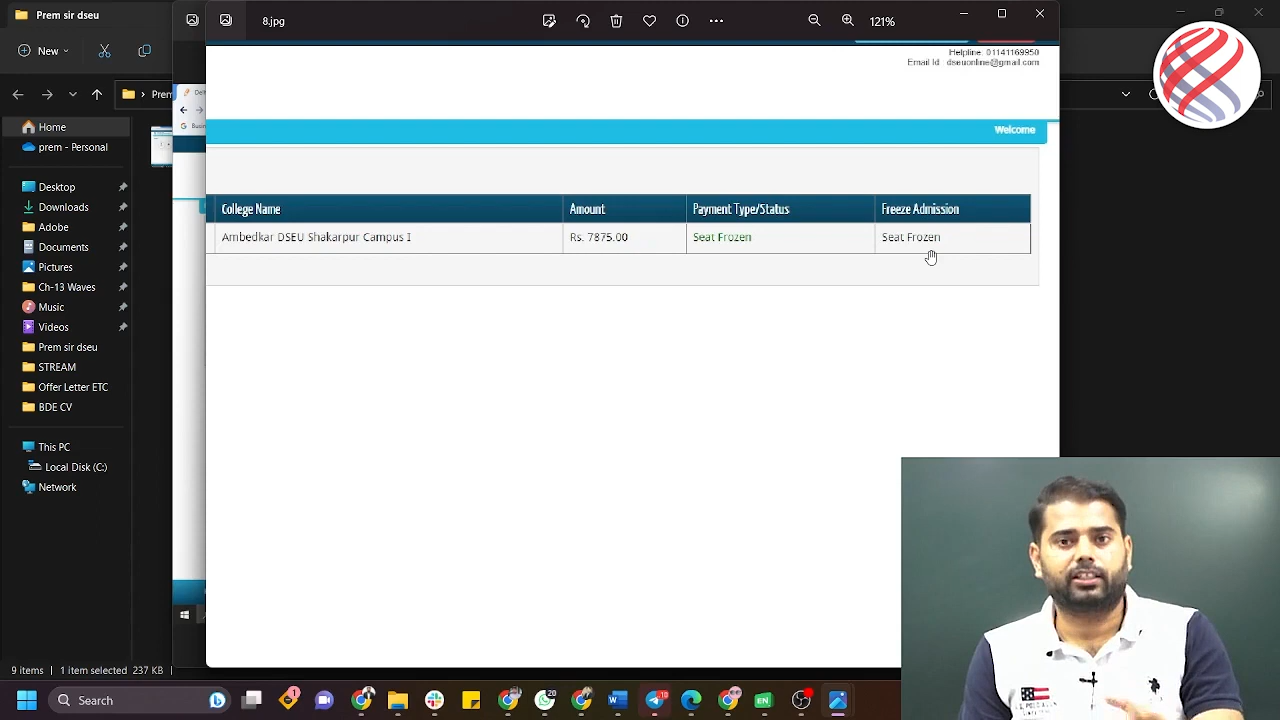 Prem sir dseu
8.jpg
121%
New
Prem
Helpline: 01141169950
Email Id: dseuonline@gmail.com
Welcome
College Name Amount Payment Type/Status Freeze Admission
Ambedkar DSEU Shakarpur Campus I Rs. 7875.00 Seat Frozen Seat Frozen
Home
prem - Personal
Desktop
Downloads
Adobe
Documents
Pictures
Ch-13 Waves
Music
Videos
Prem sir dseu
STREAM
Offer Letter ETC
BDE CV
This PC
Local Disk (C:)
Network
9 items 1 item selected 237 KB
Search
EN